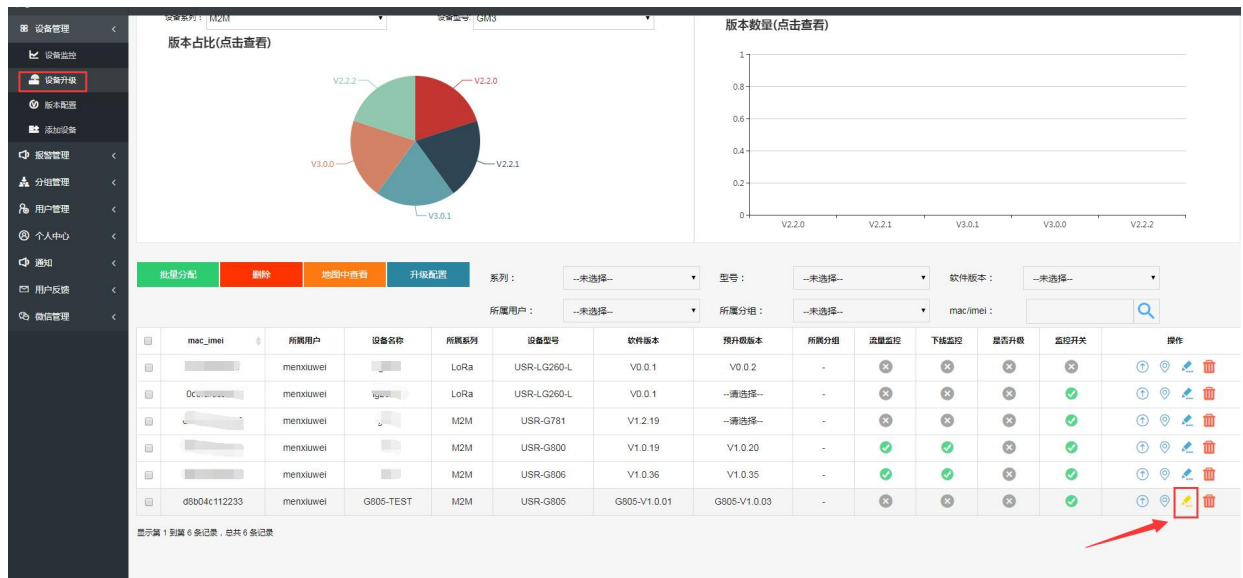 设备管理
设备监控
设备升级
版本配置
添加设备
报警管理
分组管理
用户管理
个人中心
通知
用户反馈
微信管理
设备系列： M2M 设备型号: GM3
版本占比(点击查看)
V2.2.2 V2.2.0
V3.0.0 V2.2.1
V3.0.1
版本数量(点击查看)
1
0.8
0.6
0.4
0.2
0
V2.2.0 V2.2.1 V3.0.1 V3.0.0 V2.2.2
批量分配 删除 地图中查看 升级配置
系列： --未选择-- 型号： --未选择-- 软件版本： --未选择--
所属用户： --未选择-- 所属分组： --未选择-- mac/imei：
mac_imei 所属用户 设备名称 所属系列 设备型号 软件版本 预升级版本 所属分组 流量监控 下线监控 是否升级 监控开关 操作
menxiuwei LoRa USR-LG260-L V0.0.1 V0.0.2 -
menxiuwei LoRa USR-LG260-L V0.0.1 --请选择-- -
menxiuwei M2M USR-G781 V1.2.19 --请选择-- -
menxiuwei M2M USR-G800 V1.0.19 V1.0.20 -
menxiuwei M2M USR-G806 V1.0.36 V1.0.35 -
d8b04c112233 menxiuwei G805-TEST M2M USR-G805 G805-V1.0.01 G805-V1.0.03 -
显示第 1 到第 6 条记录，总共 6 条记录